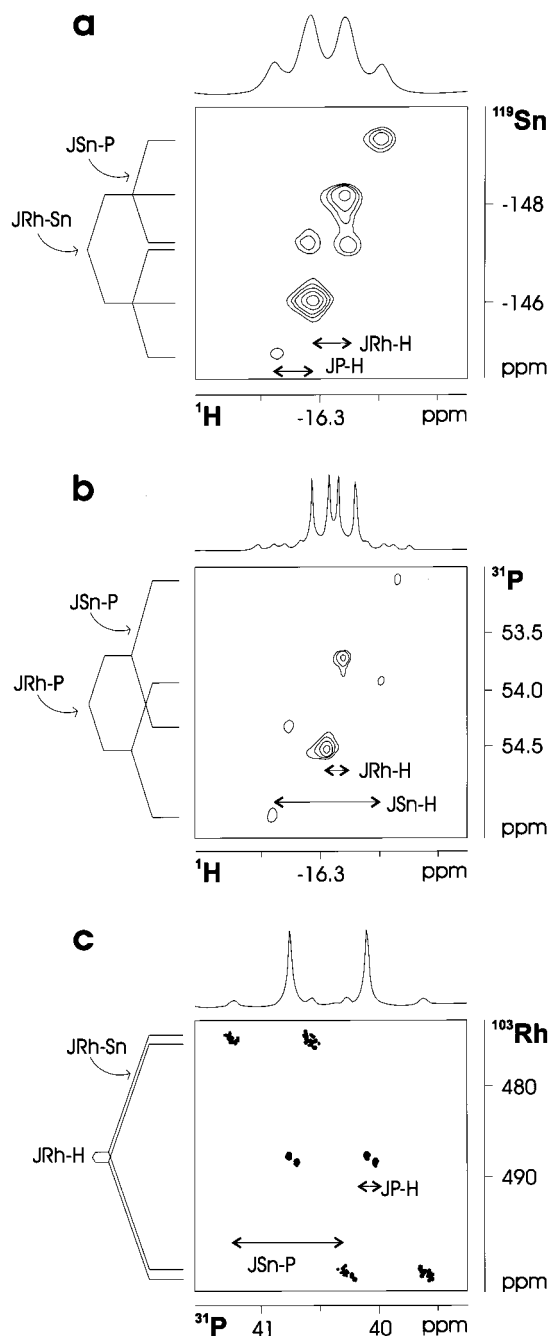 a
119Sn
JSn-P
JRh-Sn
-148
-146
JRh-H
JP-H
ppm
1H
-16.3
ppm
b
31P
JSn-P
JRh-P
53.5
54.0
54.5
JRh-H
JSn-H
ppm
1H
-16.3
ppm
c
103Rh
JRh-Sn
480
JRh-H
490
JP-H
JSn-P
ppm
31P
41
40
ppm